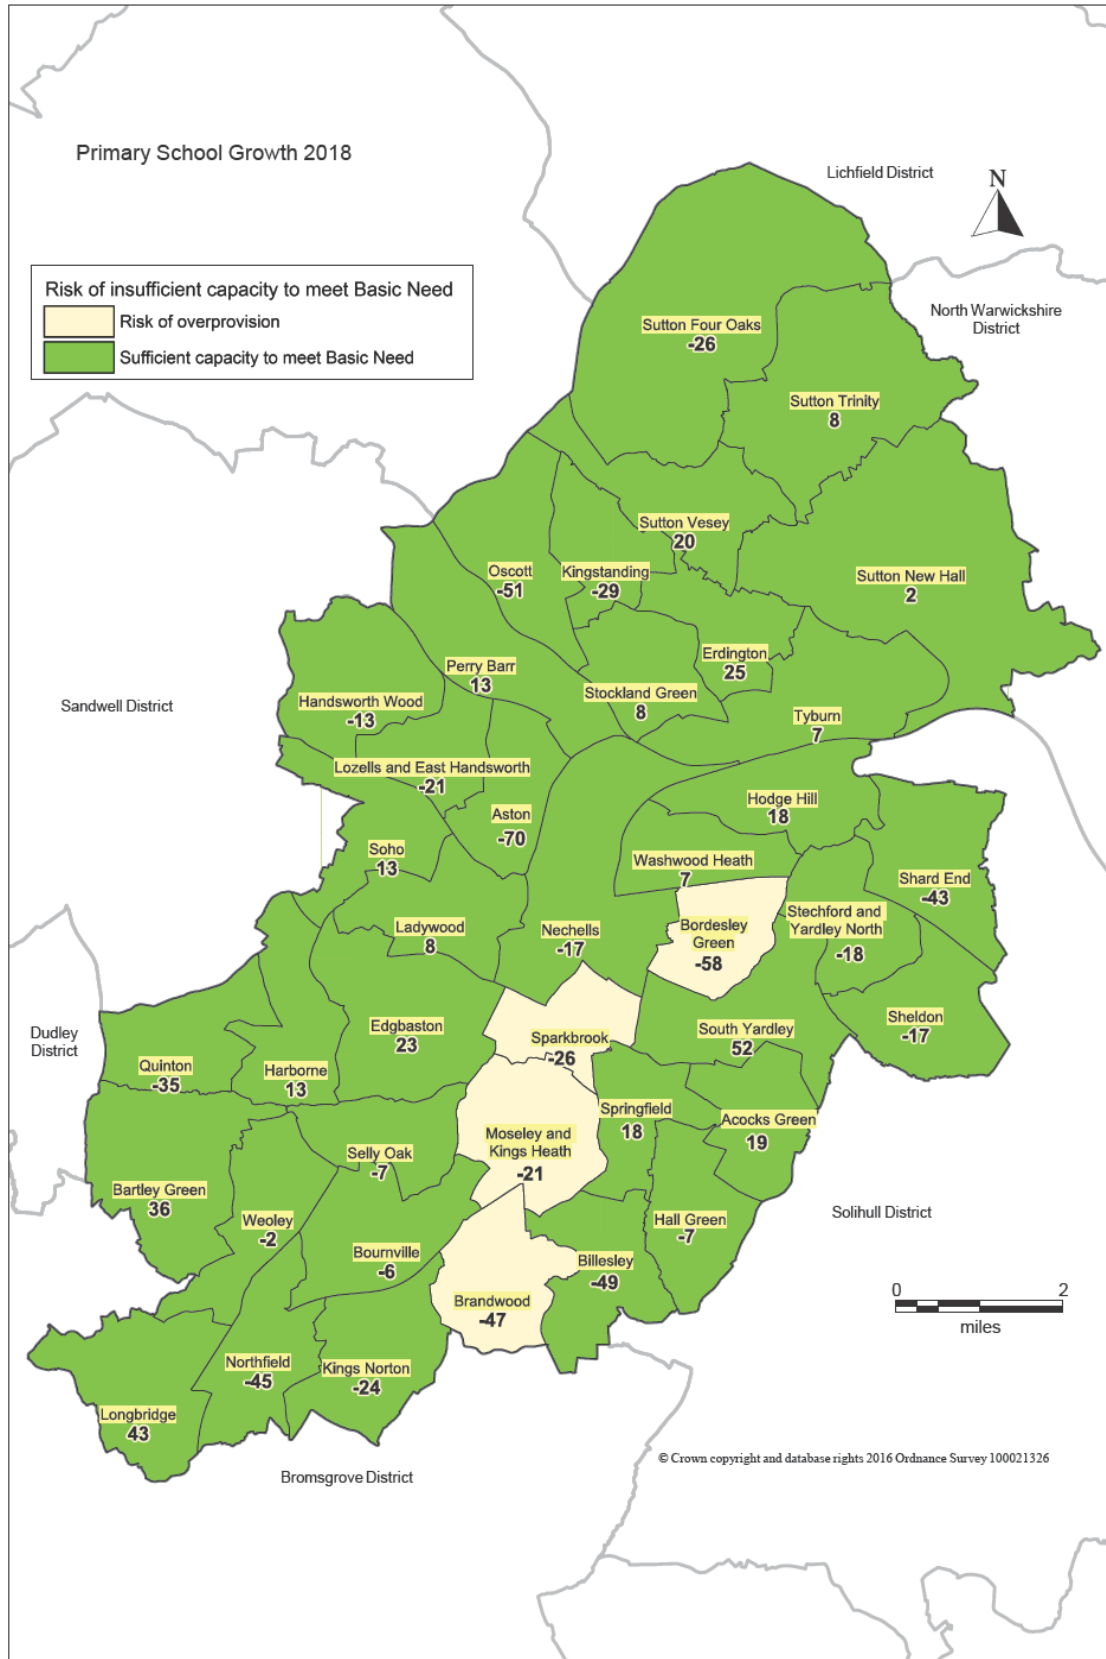 Primary School Growth 2018
Lichfield District
N
Risk of insufficient capacity to meet Basic Need
Risk of overprovision
Sufficient capacity to meet Basic Need
North Warwickshire
District
Sutton Four Oaks
-26
Sutton Trinity
8
Sutton Vesey
20
Oscott
-51
Kingstanding
-29
Sutton New Hall
2
Erdington
25
Perry Barr
13
Stockland Green
8
Handsworth Wood
-13
Sandwell District
Tyburn
7
Lozells and East Handsworth
-21
Hodge Hill
18
Aston
-70
Soho
13
Washwood Heath
7
Shard End
-43
Ladywood
8
Nechells
-17
Bordesley
Green
-58
Stechford and
Yardley North
-18
Dudley
District
Edgbaston
23
Sparkbrook
-26
South Yardley
52
Sheldon
-17
Quinton
-35
Harborne
13
Springfield
18
Acocks Green
19
Moseley and
Kings Heath
-21
Selly Oak
-7
Bartley Green
36
Weoley
-2
Hall Green
-7
Solihull District
Bournville
-6
Billesley
-49
Brandwood
-47
0
2
miles
Northfield
-45
Kings Norton
-24
Longbridge
43
Bromsgrove District
© Crown copyright and database rights 2016 Ordnance Survey 100021326